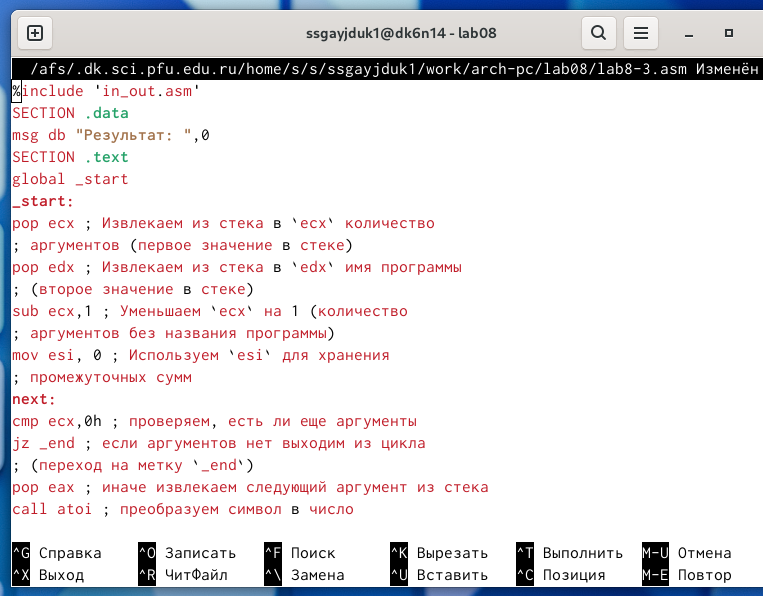 ssgayjduk1@dk6n14 - lab08
/afs/.dk.sci.pfu.edu.ru/home/s/s/ssgayjduk1/work/arch-pc/lab08/lab8-3.asm Изменён
%include 'in_out.asm'
SECTION .data
msg db "Результат: ",0
SECTION .text
global _start
_start:
pop ecx ; Извлекаем из стека в `ecx` количество
; аргументов (первое значение в стеке)
pop edx ; Извлекаем из стека в `edx` имя программы
; (второе значение в стеке)
sub ecx,1 ; Уменьшаем `ecx` на 1 (количество
; аргументов без названия программы)
mov esi, 0 ; Используем `esi` для хранения
; промежуточных сумм
next:
cmp ecx,0h ; проверяем, есть ли еще аргументы
jz _end ; если аргументов нет выходим из цикла
; (переход на метку `_end`)
pop eax ; иначе извлекаем следующий аргумент из стека
call atoi ; преобразуем символ в число
^G Справка ^O Записать ^F Поиск ^K Вырезать ^T Выполнить M-U Отмена
^X Выход ^R ЧитФайл ^\ Замена ^U Вставить ^C Позиция M-E Повтор